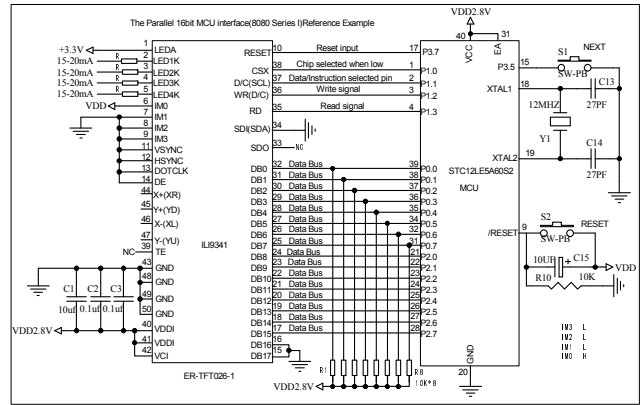 The Parallel 16bit MCU interface(8080 Series I)Reference Example
VDD2.8V
40
31
VCC
EA
+3.3V
1
LEDA
15-20mA
R
2
LED1K
15-20mA
R
3
LED2K
15-20mA
R
4
LED3K
15-20mA
R
5
LED4K
VDD
6
IM0
7
IM1
8
IM2
9
IM3
11
VSYNC
12
HSYNC
13
DOTCLK
14
DE
44
X+(XR)
45
Y+(YD)
46
X-(XL)
47
Y-(YU)
NC
39
TE
43
GND
48
GND
49
GND
50
GND
40
VDDI
41
VDDI
42
VCI
C1
C2
C3
10uf
0.1uf
0.1uf
VDD2.8V
ILI9341
ER-TFT026-1
RESET
10
Reset input
17
P3.7
CSX
38
Chip selected when low
1
P1.0
D/C(SCL)
37
Data/Instruction selected pin
2
P1.1
WR(D/C)
36
Write signal
3
P1.2
RD
35
Read signal
4
P1.3
SDI(SDA)
34
SDO
33
NC
DB0
32
Data Bus
39
P0.0
DB1
31
Data Bus
38
P0.1
DB2
30
Data Bus
37
P0.2
DB3
29
Data Bus
36
P0.3
DB4
28
Data Bus
35
P0.4
DB5
27
Data Bus
34
P0.5
DB6
26
Data Bus
32
P0.6
DB7
25
Data Bus
31
P0.7
DB8
24
Data Bus
21
P2.0
DB9
23
Data Bus
22
P2.1
DB10
22
Data Bus
23
P2.2
DB11
21
Data Bus
24
P2.3
DB12
20
Data Bus
25
P2.4
DB13
19
Data Bus
26
P2.5
DB14
18
Data Bus
27
P2.6
DB15
17
Data Bus
28
P2.7
DB16
16
DB17
15
R1
R8
10K*8
VDD2.8V
STC12LE5A60S2
MCU
GND
20
P3.5
15
S1
NEXT
SW-PB
XTAL1
18
C13
27PF
12MHZ
Y1
XTAL2
19
C14
27PF
/RESET
9
S2
RESET
SW-PB
10UF
+
C15
VDD
R10
10K
IM3 L
IM2 L
IM1 L
IM0 H